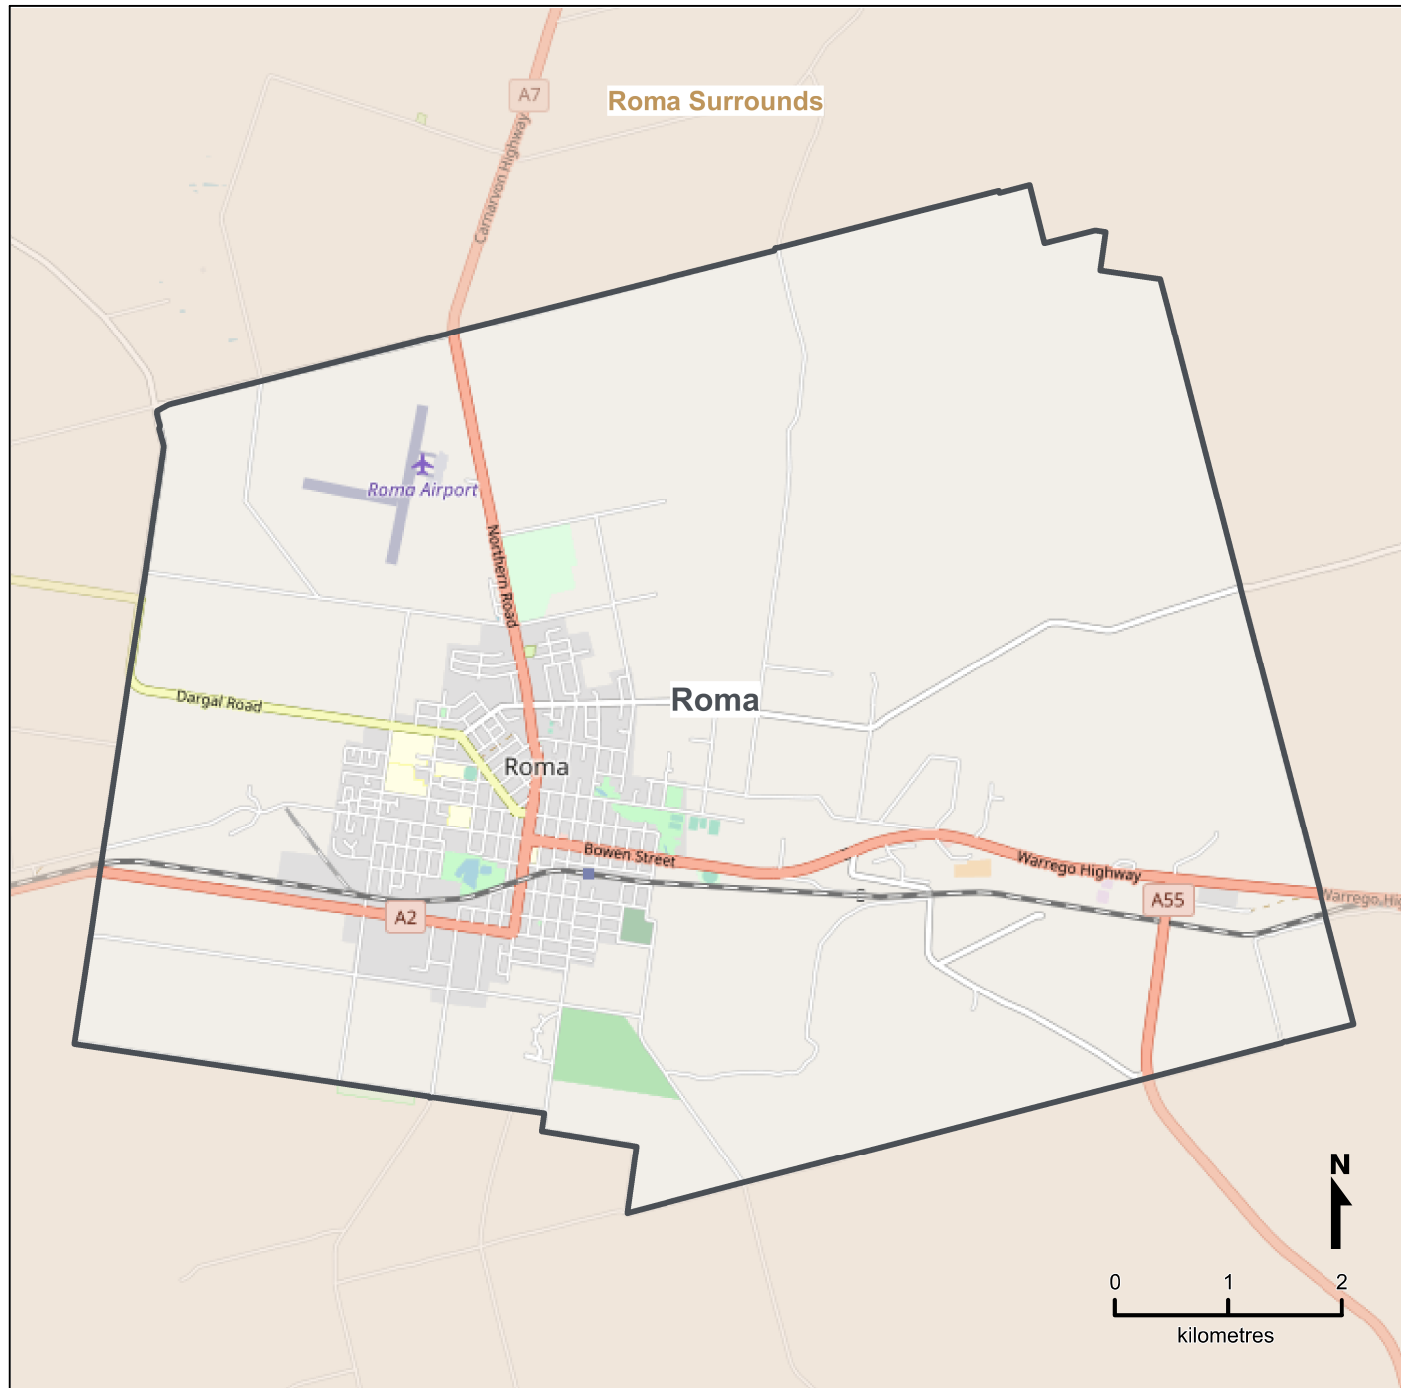 A7
Roma Surrounds
Carnarvon Highway
Roma Airport
Northern Road
Dargal Road
Roma
Roma
Bowen Street
Warrego Highway
A55
Warrego Hig
A2
N
0 1 2
kilometres